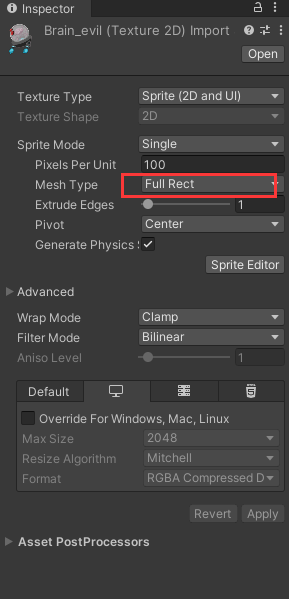 Inspector
Brain_evil (Texture 2D) Import
Open
Texture Type Sprite (2D and UI)
Texture Shape 2D
Sprite Mode Single
Pixels Per Unit 100
Mesh Type Full Rect
Extrude Edges 1
Pivot Center
Generate Physics S
Sprite Editor
Advanced
Wrap Mode Clamp
Filter Mode Bilinear
Aniso Level 1
Default
Override For Windows, Mac, Linux
Max Size 2048
Resize Algorithm Mitchell
Format RGBA Compressed D
Revert Apply
Asset PostProcessors